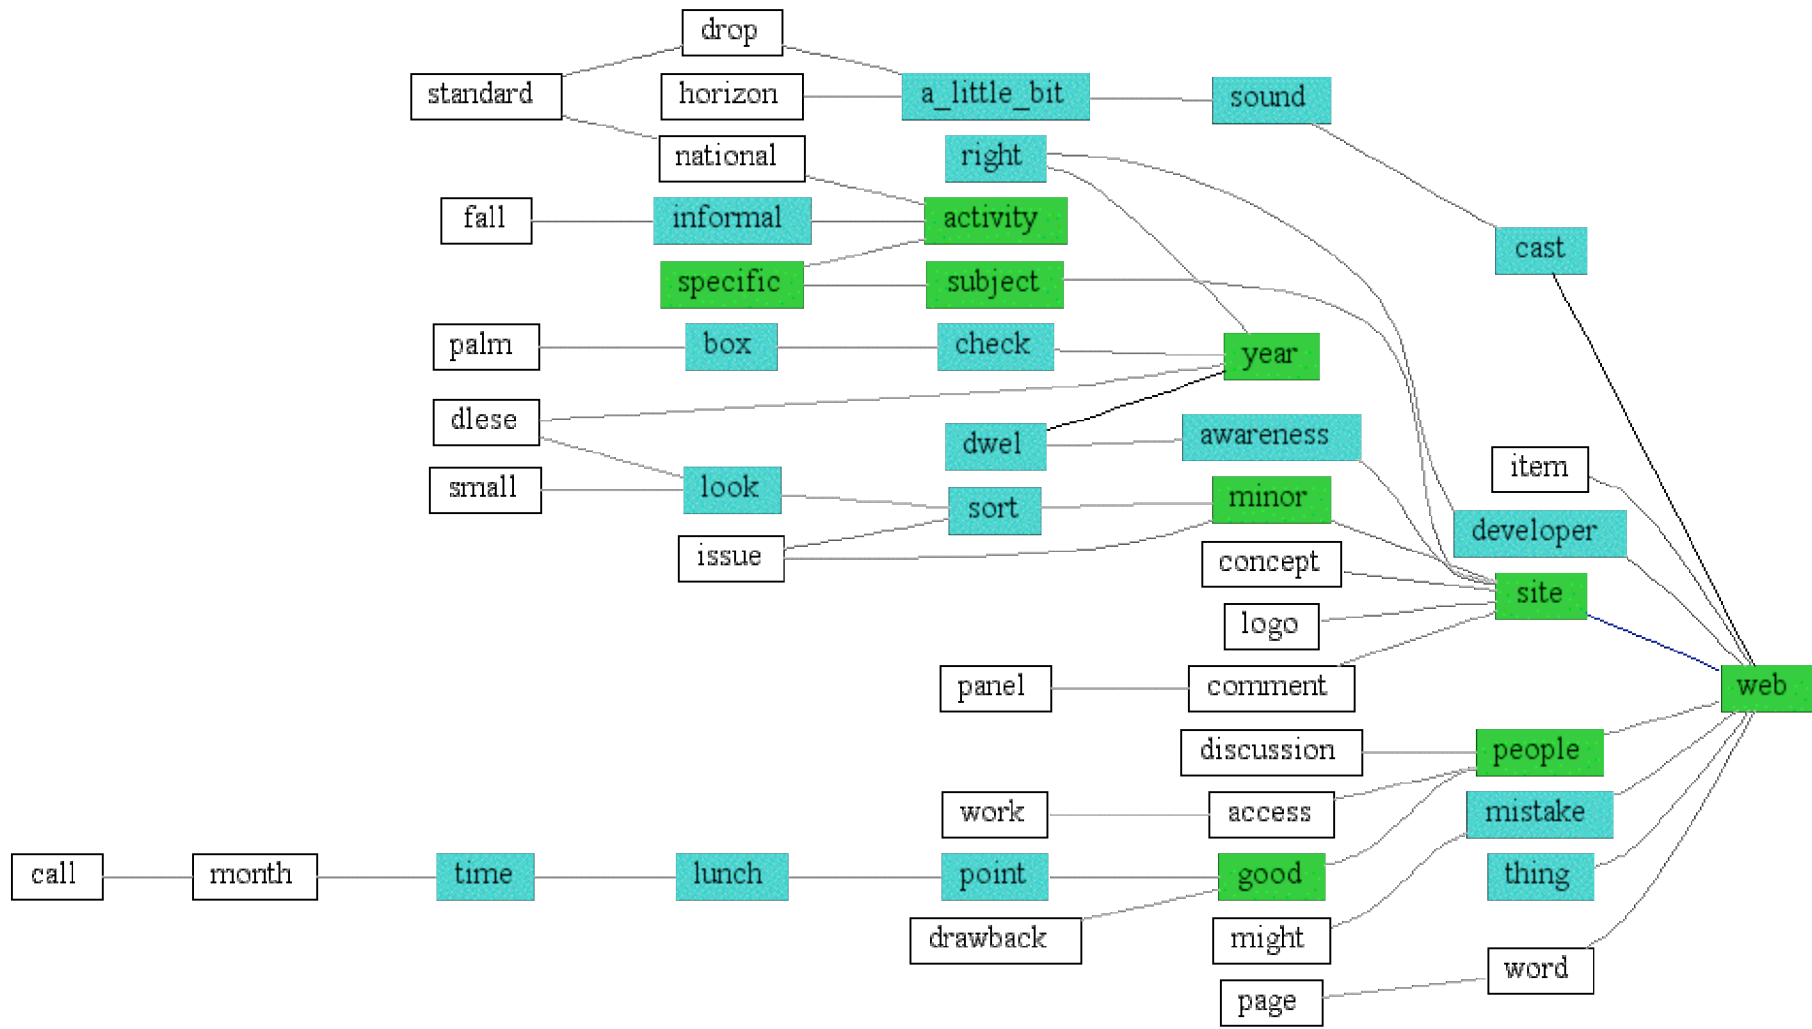 drop
standard
horizon
a_little_bit
sound
national
right
fall
informal
activity
cast
specific
subject
palm
box
check
year
dlese
dwel
awareness
item
small
look
sort
minor
developer
issue
concept
site
logo
panel
comment
web
discussion
people
work
access
mistake
call
month
time
lunch
point
good
thing
drawback
might
word
page